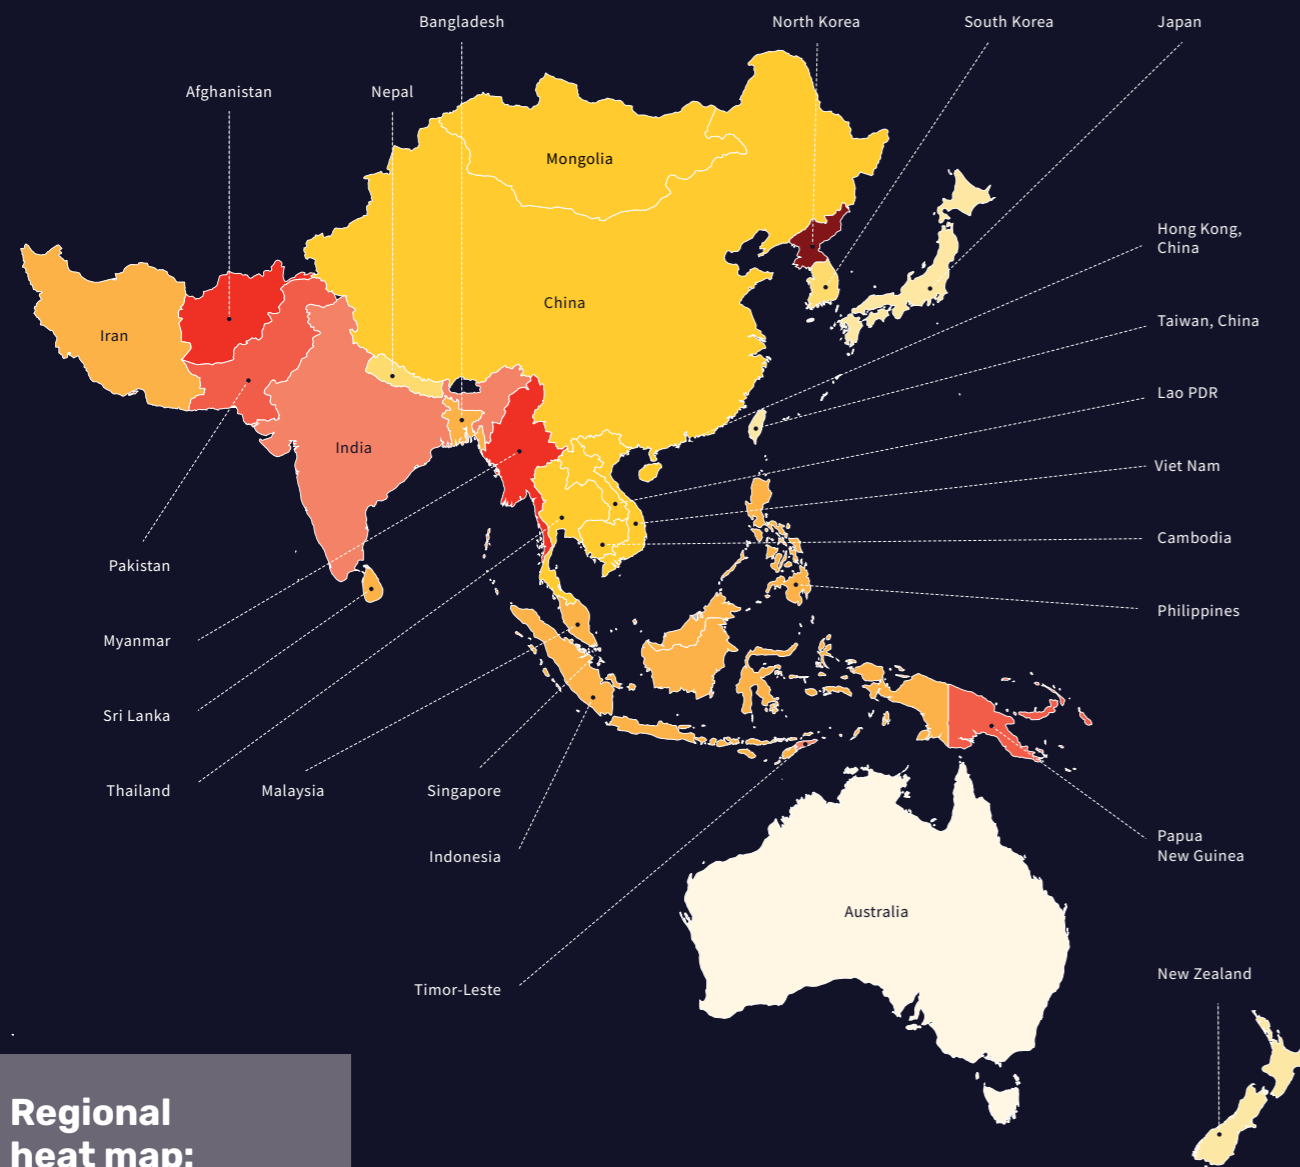 Bangladesh
North Korea
South Korea
Japan
Afghanistan
Nepal
Mongolia
Hong Kong,
China
China
Taiwan, China
Iran
Lao PDR
India
Viet Nam
Cambodia
Pakistan
Philippines
Myanmar
Sri Lanka
Thailand
Malaysia
Singapore
Indonesia
Papua
New Guinea
Australia
New Zealand
Timor-Leste
Regional
heat map: